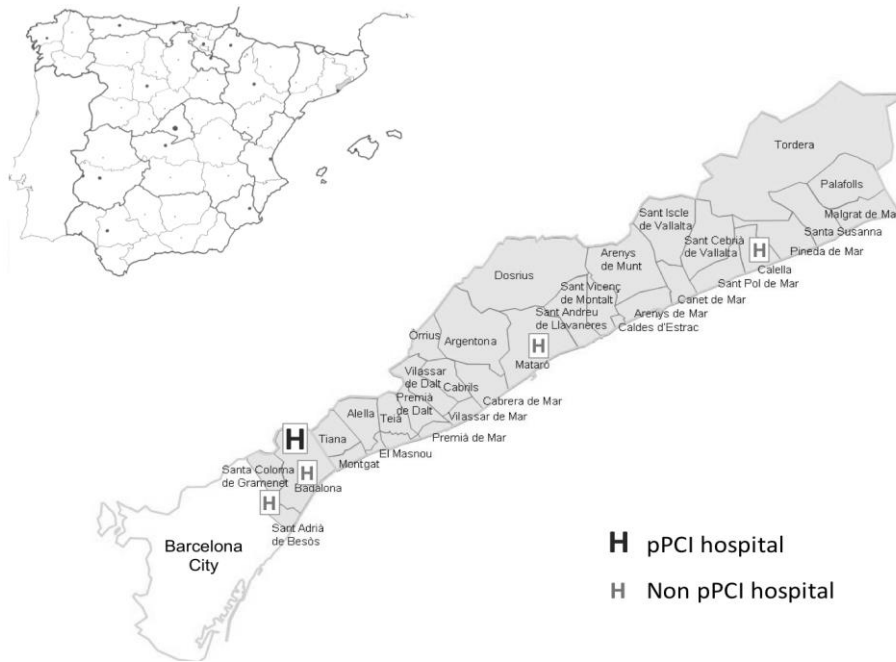 Tordera
Palafolls
Malgrat de Ma
Santa Susanna
Pineda de Mar
Calella
Sant Pol de Mar
Sant Iscle
de Vallalta
Sant Cebrià
de Vallalta
H
Canet de Mar
Arenys
de Munt
Arenys de Mar
Caldes d'Estrac
Sant Vicenç
de Montalt
Sant Andreu
de Llavaneres
Dosrius
H
Mataró
Argentona
Òrrius
Cabrera de Mar
Cabrils
Vilassar
de Dalt
Vilassar de Mar
Premià
de Dalt
Premià de Mar
Teià
El Masnou
Alella
Tiana
Montgat
H
H
Badalona
Santa Coloma
de Gramenet
H
Sant Adrià
de Besòs
Barcelona
City
H pPCI hospital
H Non pPCI hospital